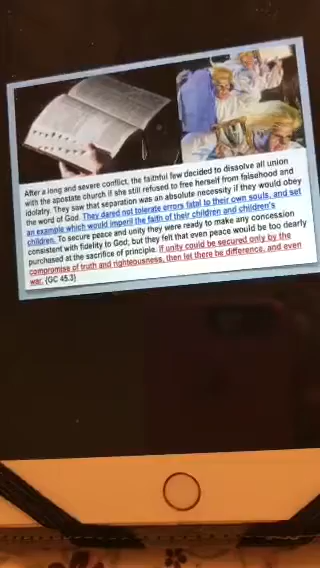 After a long and severe conflict, the faithful few decided to dissolve all union
with the apostate church if she still refused to free herself from falsehood and
idolatry. They saw that separation was an absolute necessity if they would obey
the word of God. They dared not tolerate errors fatal to their own souls, and set
an example which would imperil the faith of their children and children's
children. To secure peace and unity they were ready to make any concession
consistent with fidelity to God; but they felt that even peace would be too dearly
purchased at the sacrifice of principle. If unity could be secured only by the
compromise of truth and righteousness, then let there be difference, and even
war. {GC 45.3}